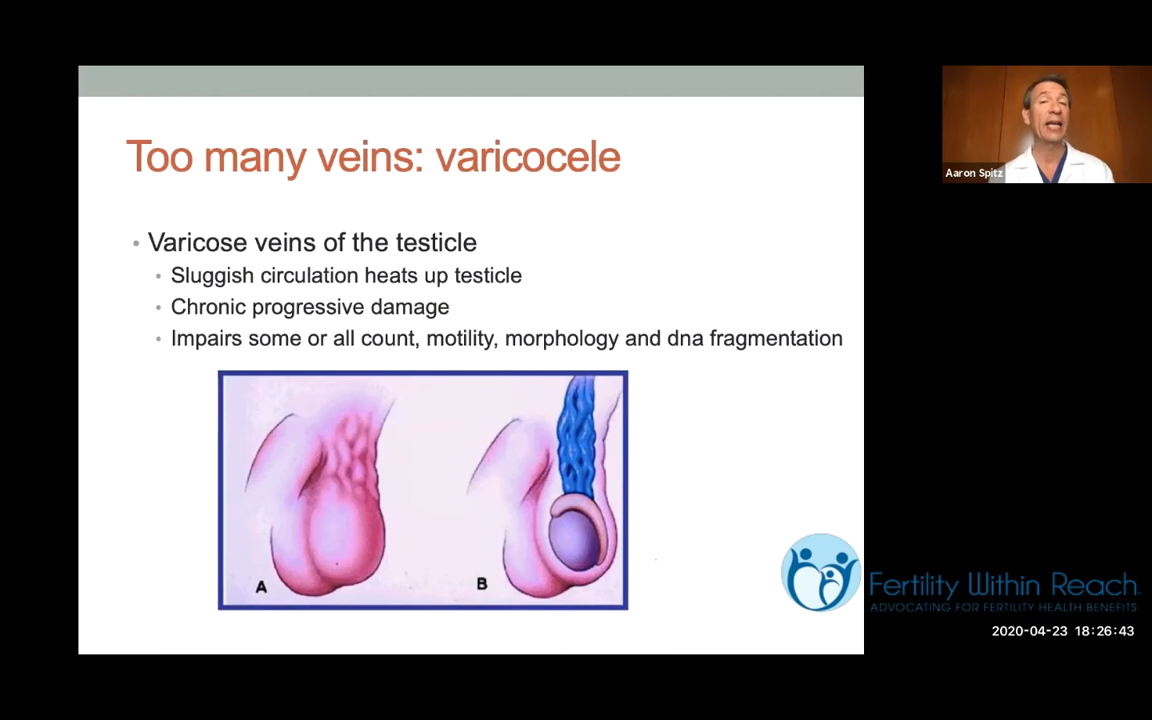 Too many veins: varicocele
Varicose veins of the testicle
Sluggish circulation heats up testicle
Chronic progressive damage
Impairs some or all count, motility, morphology and dna fragmentation
A
B
Aaron Spitz
Fertility Within Reach
ADVOCATING FOR FERTILITY HEALTH BENEFITS
2020-04-23 18:26:43